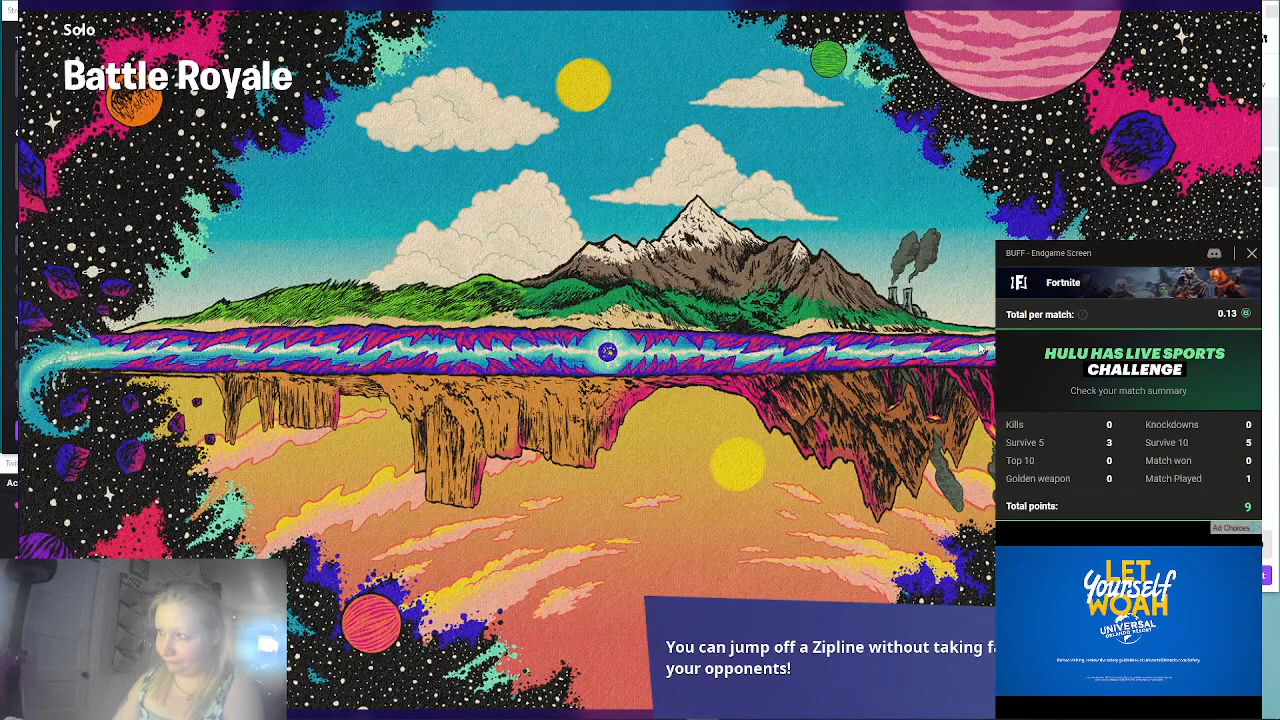 Solo
Battle Royale
BUFF - Endgame Screen
Fortnite
Total per match: 0.13
HULU HAS LIVE SPORTS
CHALLENGE
Check your match summary
Kills 0 Knockdowns 0
Survive 5 3 Survive 10 5
Top 10 0 Match won 0
Golden weapon 0 Match Played 1
Total points: 9
Ad Choices
LET
Yourself
WOAH
UNIVERSAL
ORLANDO RESORT
You can jump off a Zipline without taking fa
your opponents!